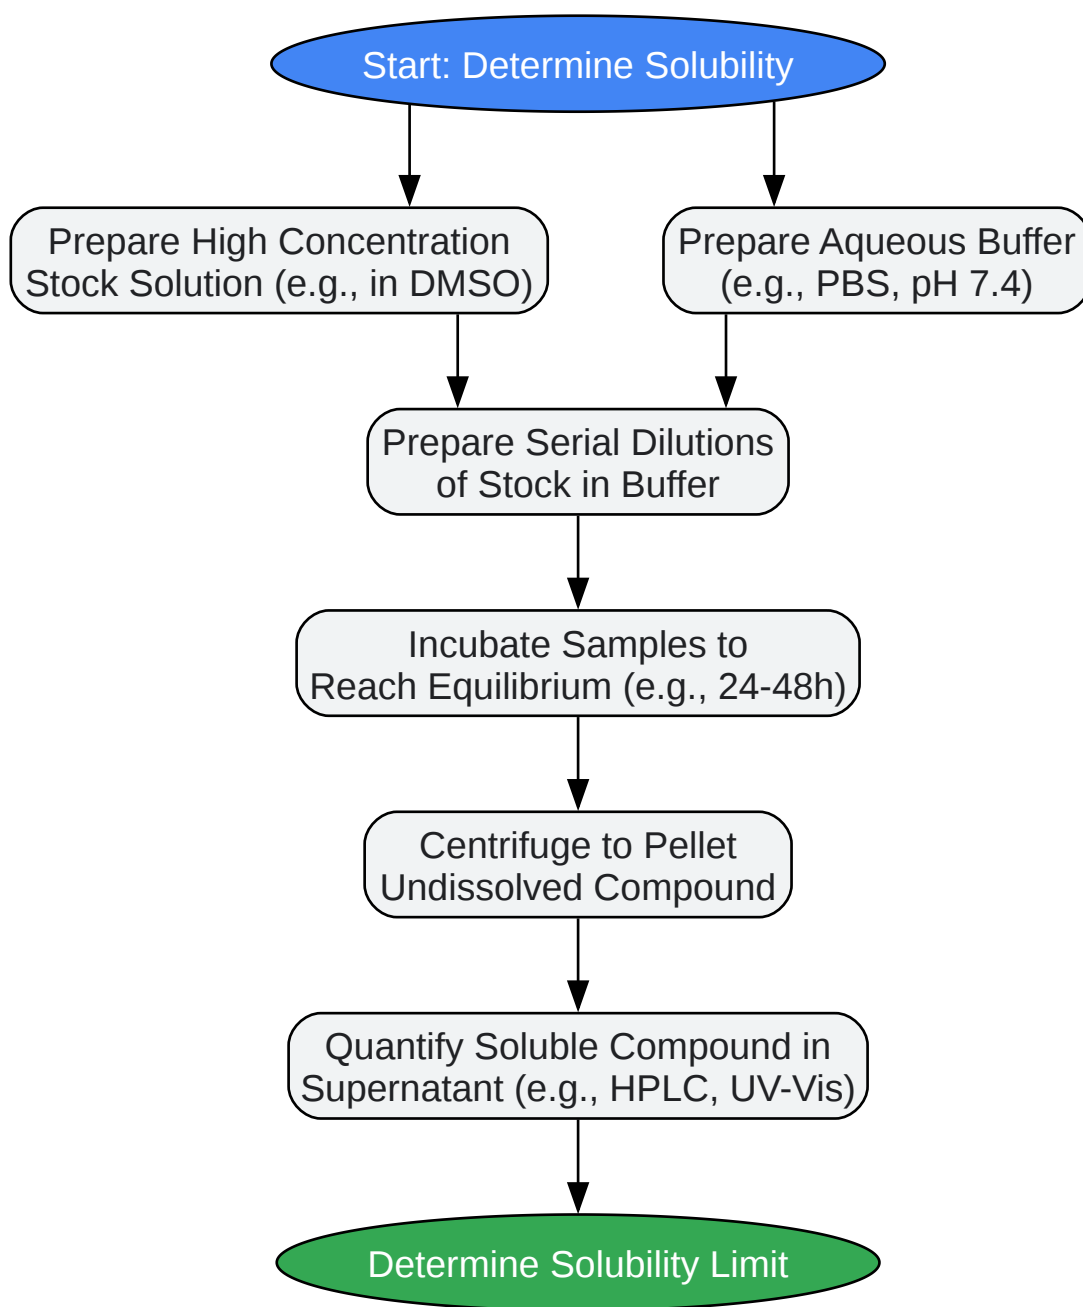 Start: Determine Solubility
Prepare High Concentration
Stock Solution (e.g., in DMSO)
Prepare Aqueous Buffer
(e.g., PBS, pH 7.4)
Prepare Serial Dilutions
of Stock in Buffer
Incubate Samples to
Reach Equilibrium (e.g., 24-48h)
Centrifuge to Pellet
Undissolved Compound
Quantify Soluble Compound in
Supernatant (e.g., HPLC, UV-Vis)
Determine Solubility Limit